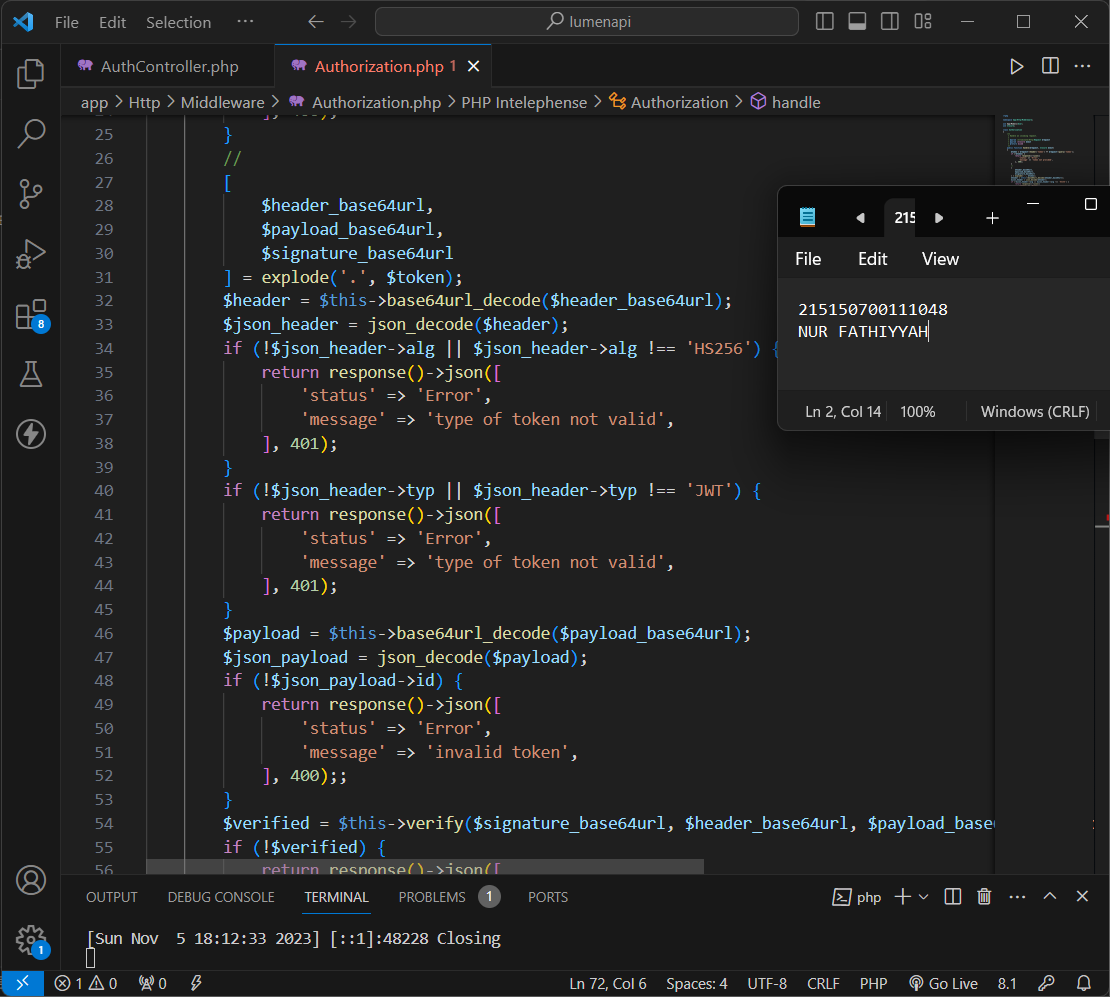 File Edit Selection ··· lumenapi
AuthController.php Authorization.php 1
app > Http > Middleware > Authorization.php > PHP Intelephense > Authorization > handle
25 }
26 //
27 [
28 $header_base64url,
29 $payload_base64url,
30 $signature_base64url
31 ] = explode('.', $token);
32 $header = $this->base64url_decode($header_base64url);
33 $json_header = json_decode($header);
34 if (!$json_header->alg || $json_header->alg !== 'HS256') {
35 return response()->json([
36 'status' => 'Error',
37 'message' => 'type of token not valid',
38 ], 401);
39 }
40 if (!$json_header->typ || $json_header->typ !== 'JWT') {
41 return response()->json([
42 'status' => 'Error',
43 'message' => 'type of token not valid',
44 ], 401);
45 }
46 $payload = $this->base64url_decode($payload_base64url);
47 $json_payload = json_decode($payload);
48 if (!$json_payload->id) {
49 return response()->json([
50 'status' => 'Error',
51 'message' => 'invalid token',
52 ], 400);;
53 }
54 $verified = $this->verify($signature_base64url, $header_base64url, $payload_base
55 if (!$verified) {
56 return response()->json([
215
File Edit View
215150700111048
NUR FATHIYYAH
Ln 2, Col 14 100% Windows (CRLF)
8
OUTPUT DEBUG CONSOLE TERMINAL PROBLEMS 1 PORTS php
[Sun Nov  5 18:12:33 2023] [::1]:48228 Closing
1
1 0 0 Ln 72, Col 6 Spaces: 4 UTF-8 CRLF PHP Go Live 8.1